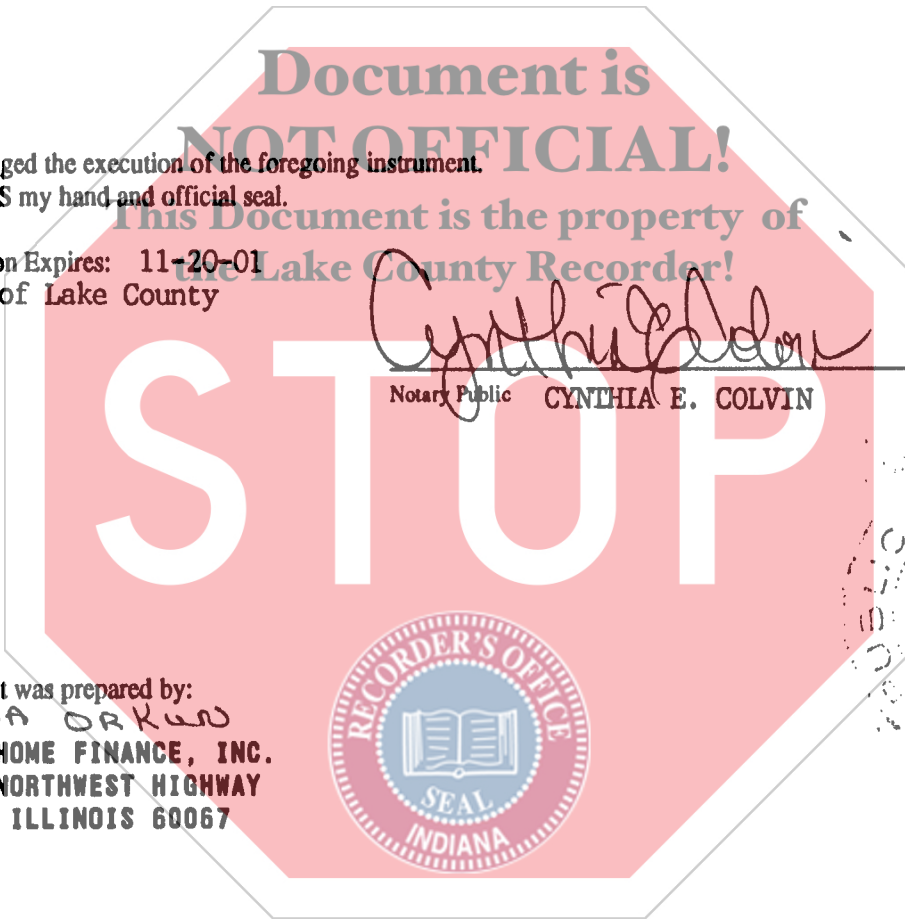 Document is
NOT OFFICIAL!
ged the execution of the foregoing instrument.
S my hand and official seal.
This Document is the property of
the Lake County Recorder!
n Expires: 11-20-01
of Lake County
Notary Public CYNTHIA E. COLVIN
STOP
RECORDER'S OFFICE
SEAL
INDIANA
t was prepared by:
A ORKUN
HOME FINANCE, INC.
NORTHWEST HIGHWAY
ILLINOIS 60067